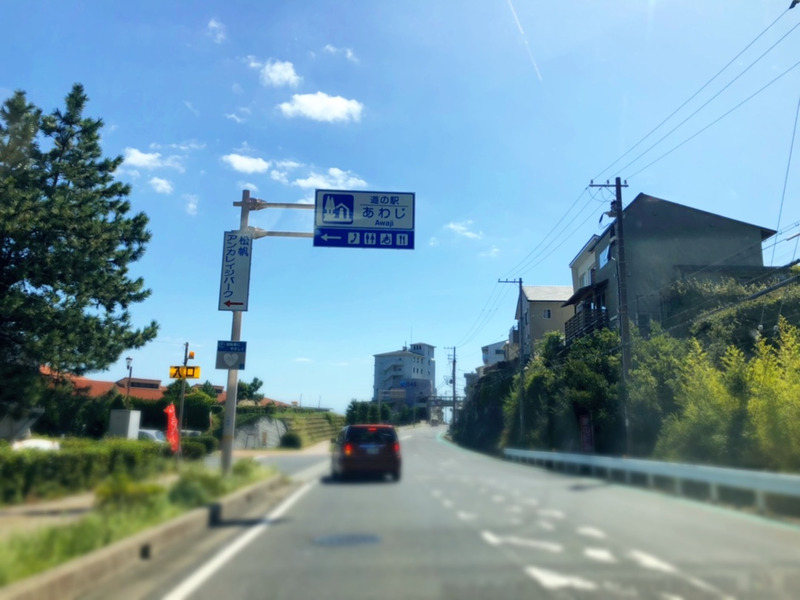 道の駅
あわじ
Awaji
松帆
アンカレイジパーク
入口